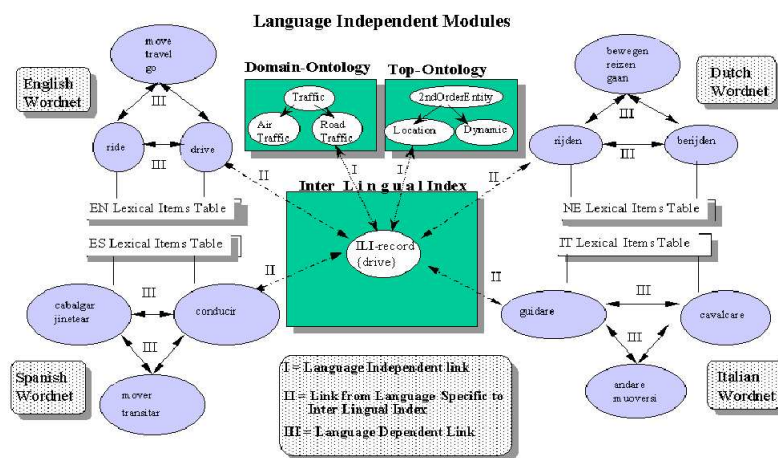 Language Independent Modules
move
travel
go
English
Wordnet
III
ride
drive
III
EN Lexical Items Table
Domain-Ontology
Traffic
Air
Traffic
Road
Traffic
Top-Ontology
2ndOrderEntity
Location
Dynamic
bewegen
reizen
gaan
Dutch
Wordnet
III
rijden
berijden
III
NE Lexical Items Table
II
I
I
II
Inter Lingual Index
ILI-record
{drive}
II
II
ES Lexical Items Table
cabalgar
jinetear
III
conducir
III
Spanish
Wordnet
mover
transitar
IT Lexical Items Table
guidare
III
cavalcare
III
andare
muoversi
Italian
Wordnet
I = Language Independent link
II = Link from Language Specific to
Inter Lingual Index
III = Language Dependent Link